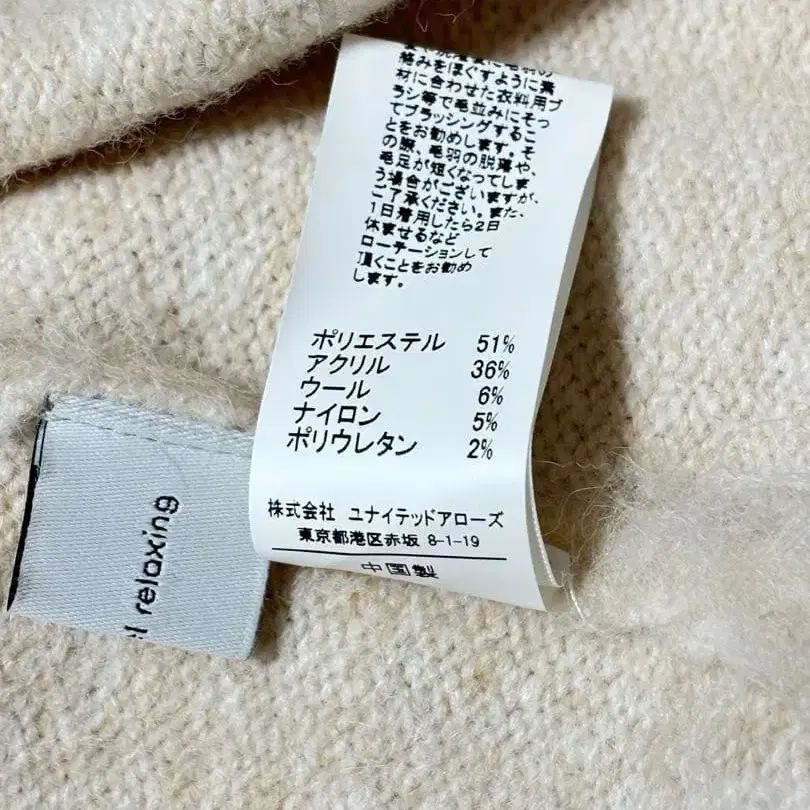 絡みをほぐすように素
材に合わせた衣料用ブ
ラシ等で毛並みにそっ
てブラッシングするこ
とをお勧めします。そ
の際、毛羽の脱落や、
毛足が短くなってしま
う場合がございますが、
ご了承ください。また、
1日着用したら2日
休ませるなど
ローテーションして
頂くことをお勧め
します。
ポリエステル 51%
アクリル 36%
ウール 6%
ナイロン 5%
ポリウレタン 2%
株式会社 ユナイテッドアローズ
東京都港区赤坂 8-1-19
中国製
relaxing